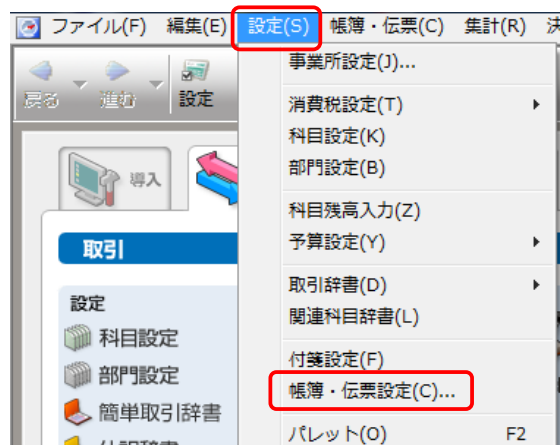 ファイル(F) 編集(E) 設定(S) 帳簿・伝票(C) 集計(R) 決
戻る 進む 設定
事業所設定(J)...
消費税設定(T)
科目設定(K)
部門設定(B)
科目残高入力(Z)
予算設定(Y)
取引辞書(D)
関連科目辞書(L)
付箋設定(F)
帳簿・伝票設定(C)...
パレット(O) F2
導入
取引
設定
科目設定
部門設定
簡単取引辞書
仕訳辞書